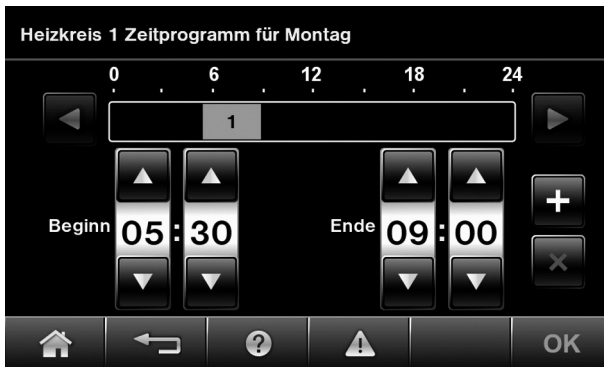 Heizkreis 1 Zeitprogramm für Montag
0 6 12 18 24
1
Beginn 05 : 30 Ende 09 : 00
OK